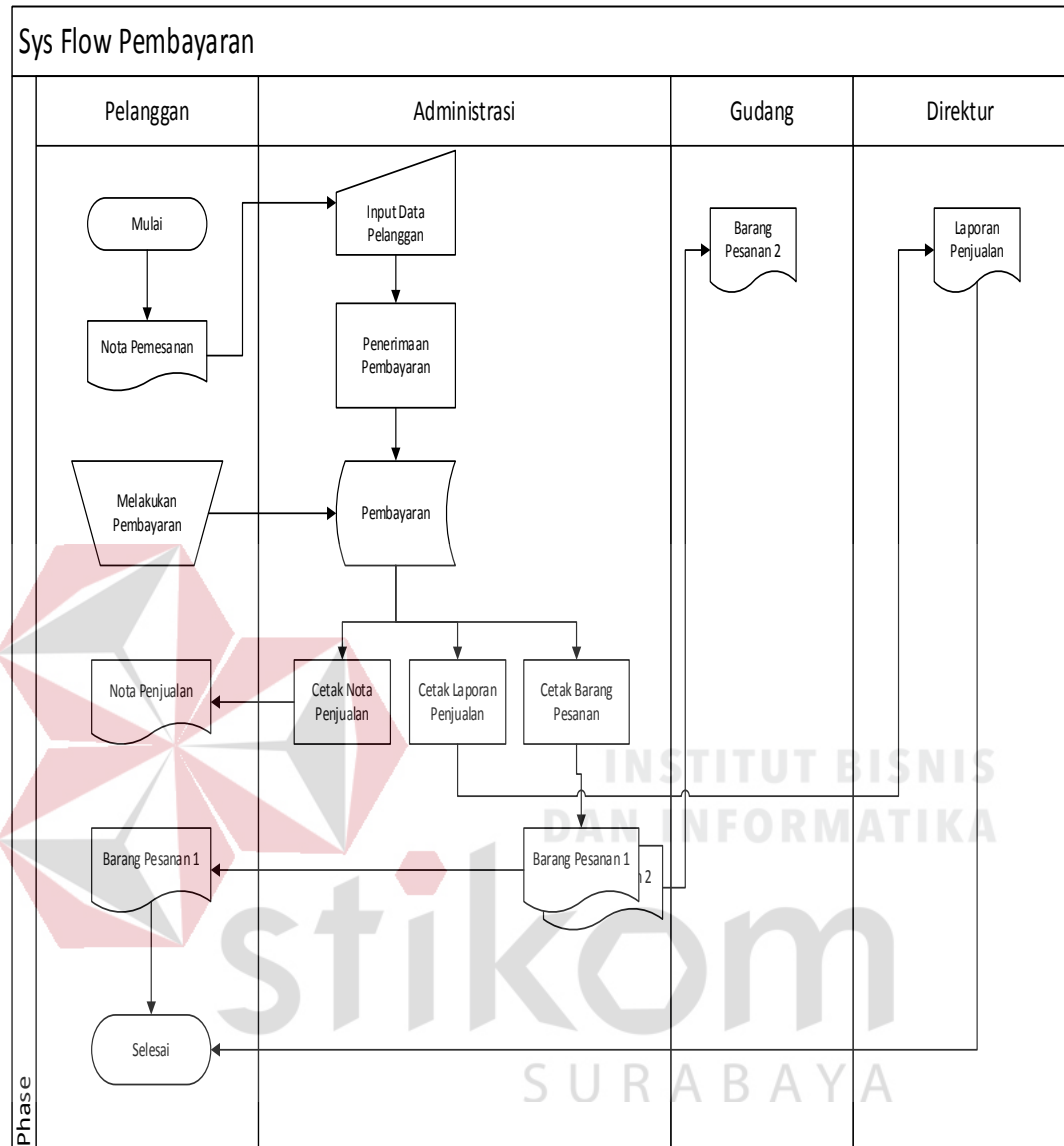 Sys Flow Pembayaran
Pelanggan
Administrasi
Gudang
Direktur
Mulai
Input Data
Pelanggan
Barang
Pesanan 2
Laporan
Penjualan
Nota Pemesanan
Penerimaan
Pembayaran
Melakukan
Pembayaran
Pembayaran
Nota Penjualan
Cetak Nota
Penjualan
Cetak Laporan
Penjualan
Cetak Barang
Pesanan
INSTITUT BISNIS
DAN INFORMATIKA
Barang Pesanan 1
Barang Pesanan 1
n 2
stikom
Selesai
SURABAYA
Phase